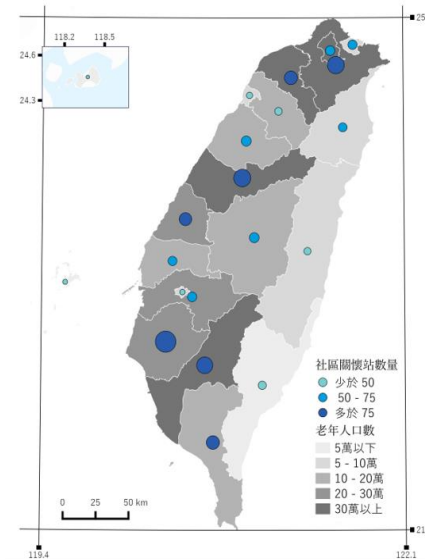 118.2 118.5
24.6
24.3
25
社區關懷站數量
少於 50
50 - 75
多於 75
老年人口數
5萬以下
5 - 10萬
10 - 20萬
20 - 30萬
30萬以上
0 25 50 km
21
119.4 122.1